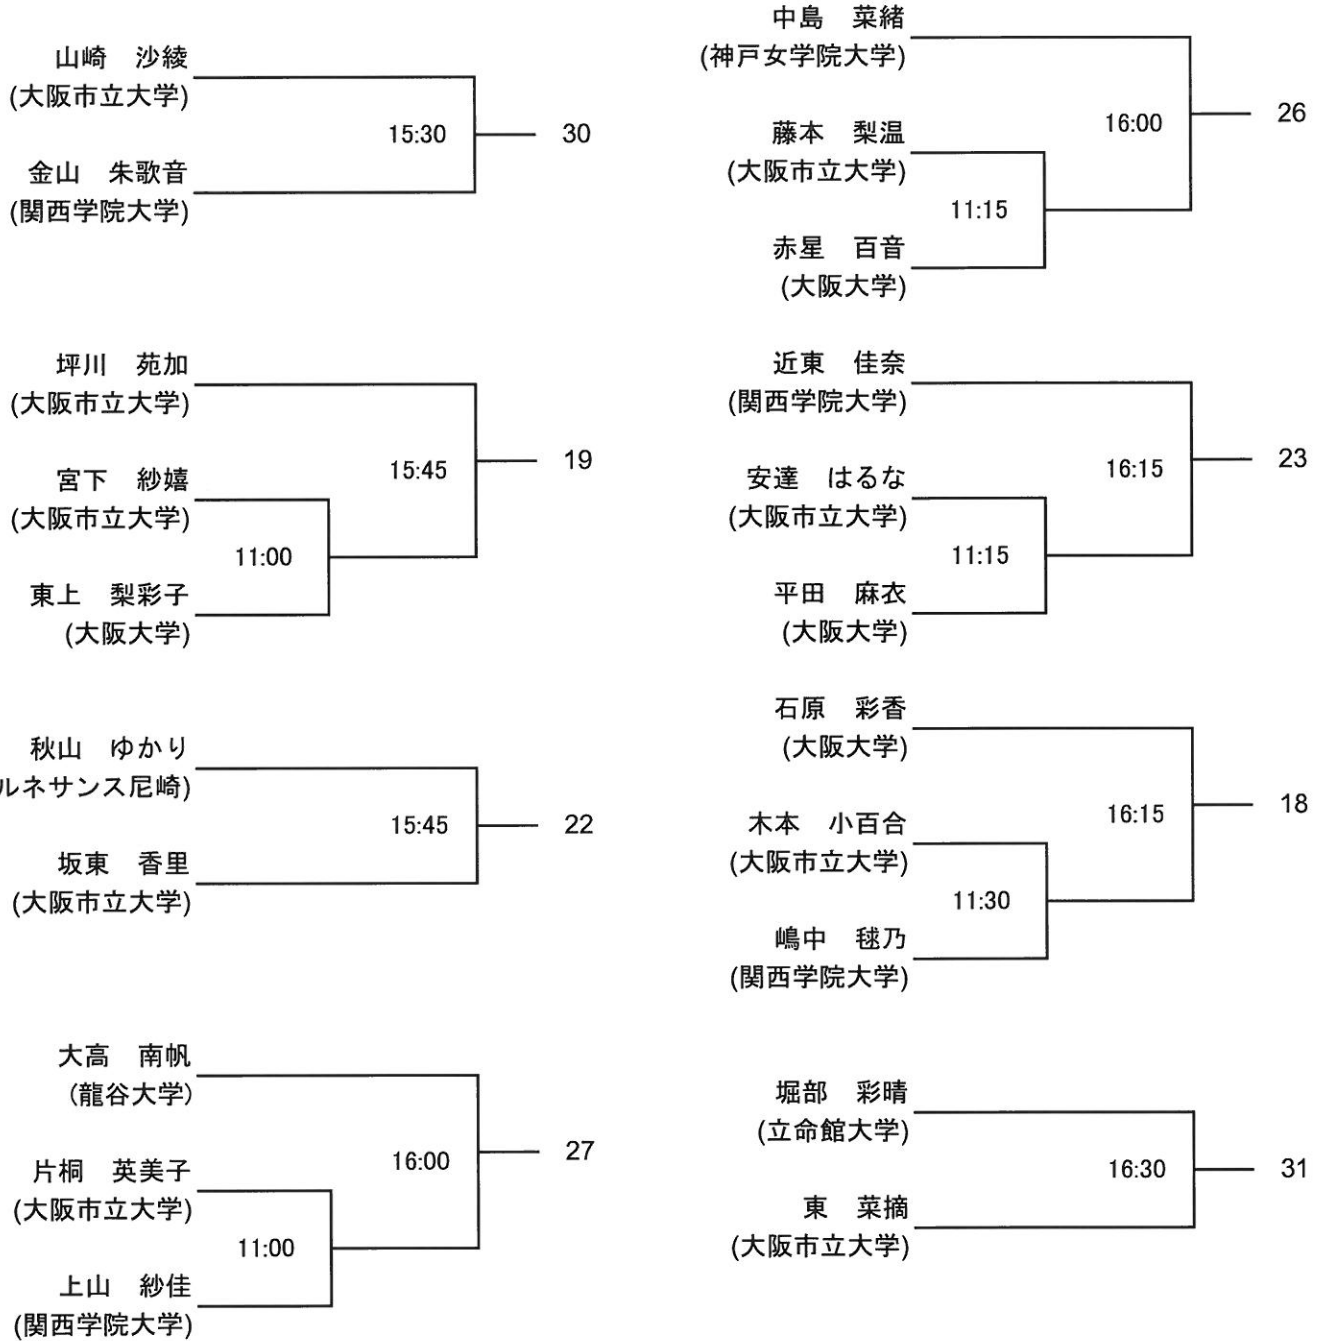 山崎　沙綾
(大阪市立大学)
15:30
30
金山　朱歌音
(関西学院大学)
坪川　苑加
(大阪市立大学)
宮下　紗嬉
(大阪市立大学)
15:45
19
11:00
東上　梨彩子
(大阪大学)
秋山　ゆかり
ルネサンス尼崎)
15:45
22
坂東　香里
(大阪市立大学)
大高　南帆
(龍谷大学)
16:00
27
片桐　英美子
(大阪市立大学)
11:00
上山　紗佳
(関西学院大学)
中島　菜緒
(神戸女学院大学)
16:00
26
藤本　梨温
(大阪市立大学)
11:15
赤星　百音
(大阪大学)
近東　佳奈
(関西学院大学)
16:15
23
安達　はるな
(大阪市立大学)
11:15
平田　麻衣
(大阪大学)
石原　彩香
(大阪大学)
16:15
18
木本　小百合
(大阪市立大学)
11:30
嶋中　毬乃
(関西学院大学)
堀部　彩晴
(立命館大学)
16:30
31
東　菜摘
(大阪市立大学)